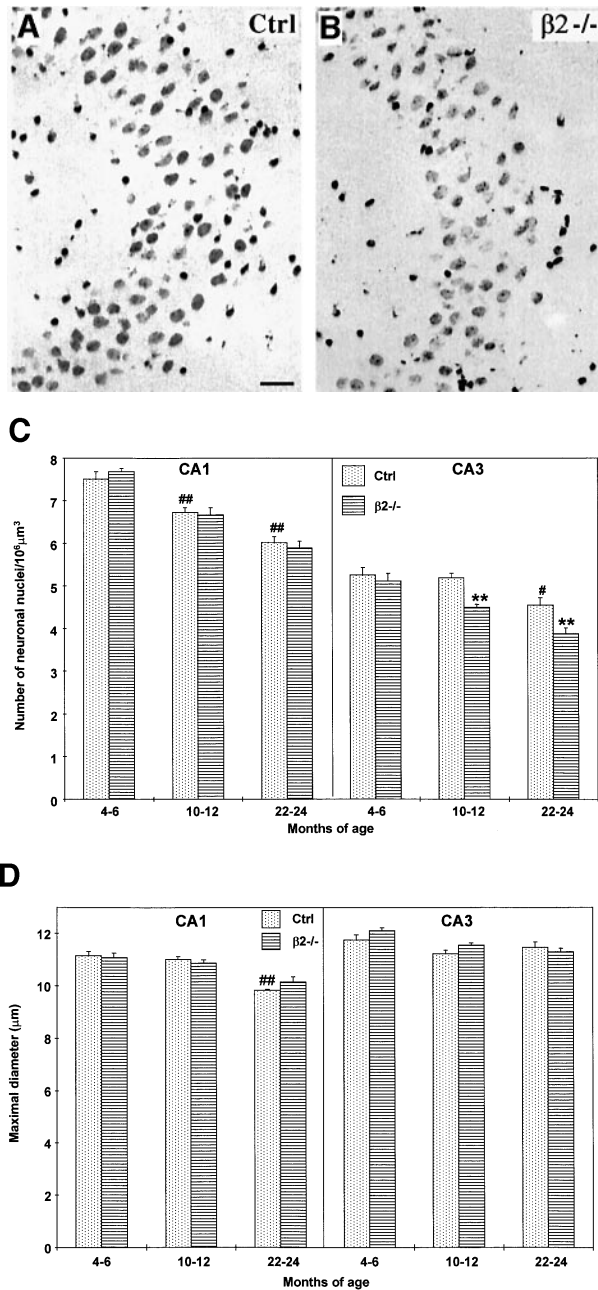 A Ctrl
B β2 -/-
C
CA1 CA3
Ctrl
β2-/-
## ## ** # **
Number of neuronal nuclei/10⁶µm³
8
7
6
5
4
3
2
1
0
4-6 10-12 22-24 4-6 10-12 22-24
Months of age
D
CA1 CA3
Ctrl
β2-/-
##
Maximal diameter (µm)
12
10
8
6
4
2
0
4-6 10-12 22-24 4-6 10-12 22-24
Months of age